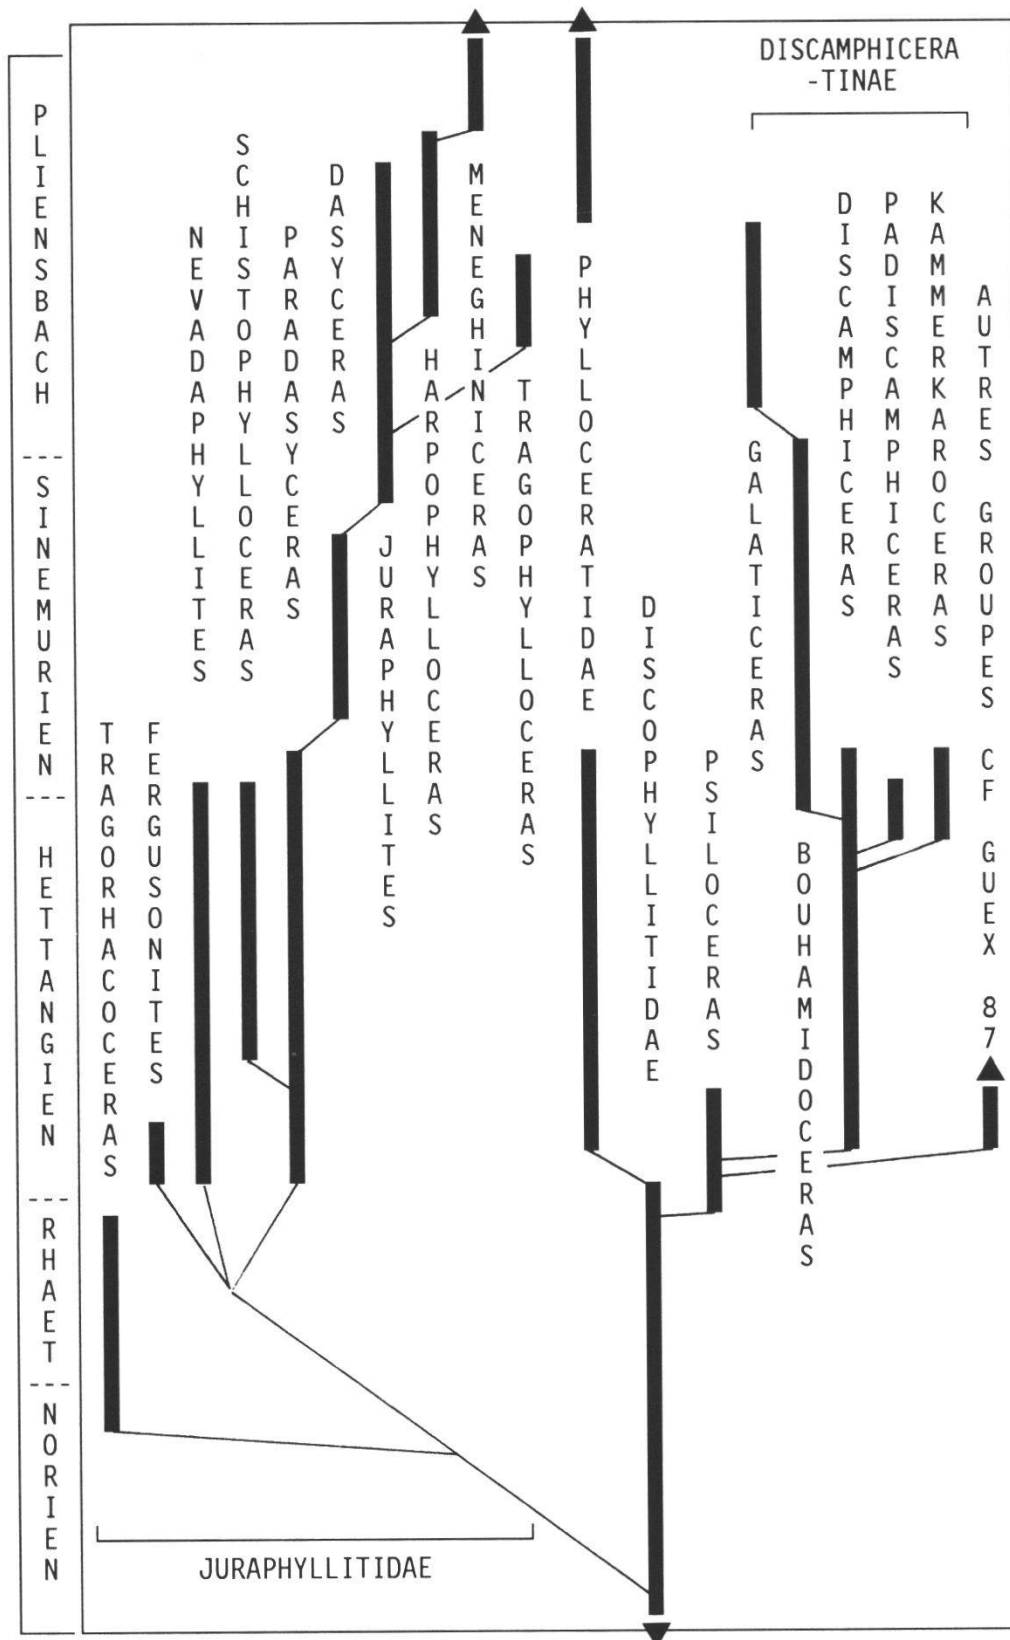 DISCAMPHICERA
-TINAE
PLIENSBACH
SINEMURIEN
HETTANGIEN
RHAET
NORIEN
TRAGORHACOCERAS
FERGUSONITES
NEVADAPHYLLITES
SCHISTOPHYLLOCERAS
PARADASYCERAS
DASYCERAS
JURAPHYLLITES
HARPOPHYLLOCERAS
MENEGHINICERAS
TRAGOPHYLLOCERAS
PHYLLOCERATIDAE
DISCOPHYLLITIDAE
PSILOCERAS
GALATICERAS
BOUHAMIDOCERAS
DISCAMPHICERAS
PADISCAMPHICERAS
KAMMERKAROCERAS
AUTRES GROUPES CF GUEX 87
JURAPHYLLITIDAE